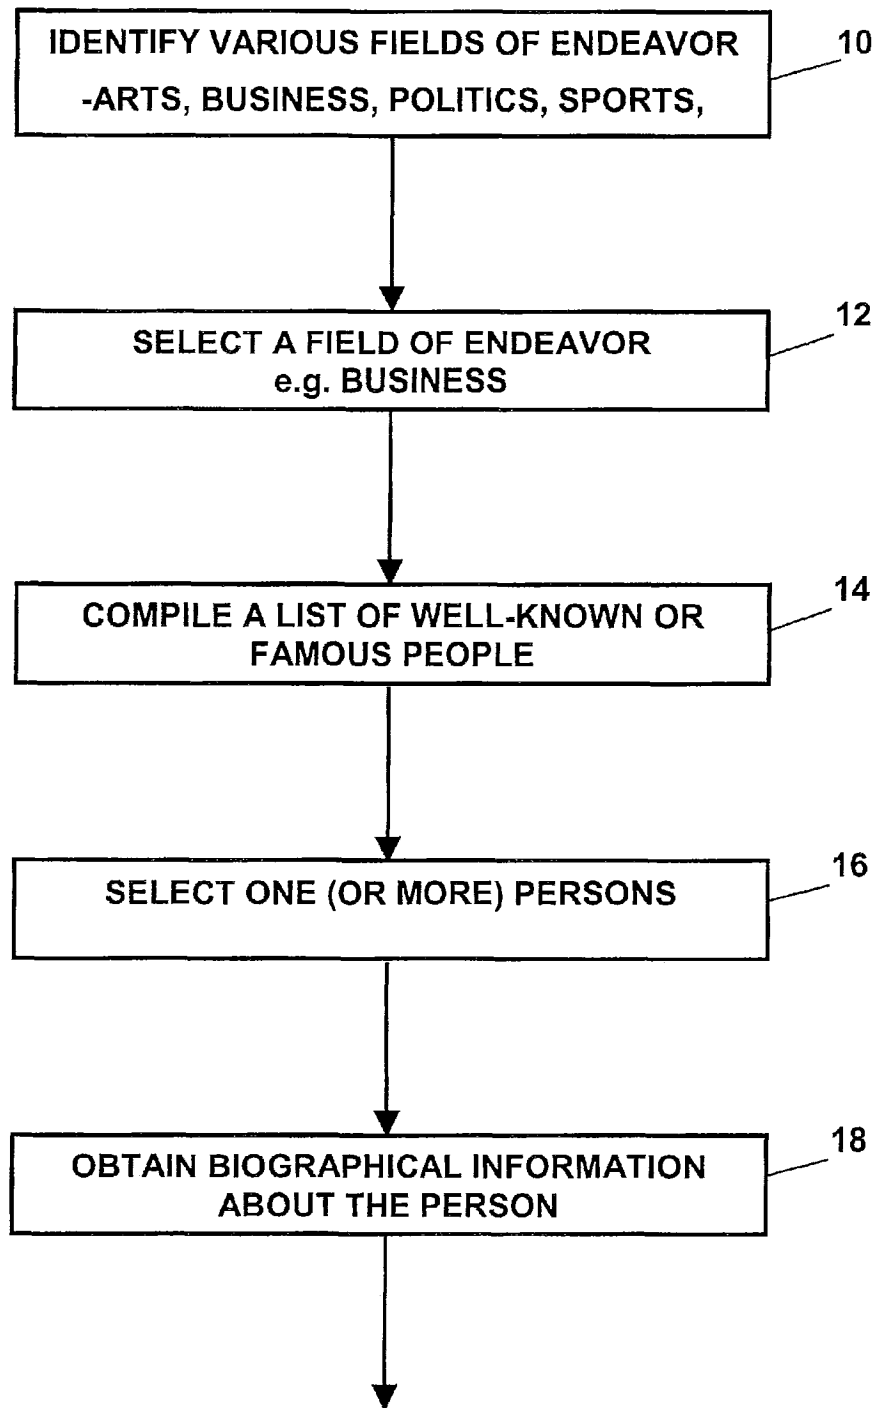 IDENTIFY VARIOUS FIELDS OF ENDEAVOR
-ARTS, BUSINESS, POLITICS, SPORTS,
10
SELECT A FIELD OF ENDEAVOR
e.g. BUSINESS
12
COMPILE A LIST OF WELL-KNOWN OR
FAMOUS PEOPLE
14
SELECT ONE (OR MORE) PERSONS
16
OBTAIN BIOGRAPHICAL INFORMATION
ABOUT THE PERSON
18